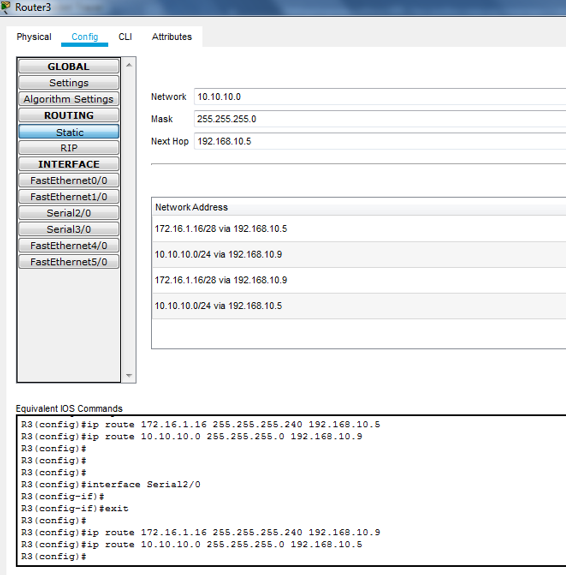 Router3
Physical Config CLI Attributes
GLOBAL
Settings
Algorithm Settings
ROUTING
Static
RIP
INTERFACE
FastEthernet0/0
FastEthernet1/0
Serial2/0
Serial3/0
FastEthernet4/0
FastEthernet5/0
Network 10.10.10.0
Mask 255.255.255.0
Next Hop 192.168.10.5
Network Address
172.16.1.16/28 via 192.168.10.5
10.10.10.0/24 via 192.168.10.9
172.16.1.16/28 via 192.168.10.9
10.10.10.0/24 via 192.168.10.5
Equivalent IOS Commands
R3(config)#ip route 172.16.1.16 255.255.255.240 192.168.10.5
R3(config)#ip route 10.10.10.0 255.255.255.0 192.168.10.9
R3(config)#
R3(config)#
R3(config)#
R3(config)#interface Serial2/0
R3(config-if)#
R3(config-if)#exit
R3(config)#
R3(config)#ip route 172.16.1.16 255.255.255.240 192.168.10.9
R3(config)#ip route 10.10.10.0 255.255.255.0 192.168.10.5
R3(config)#